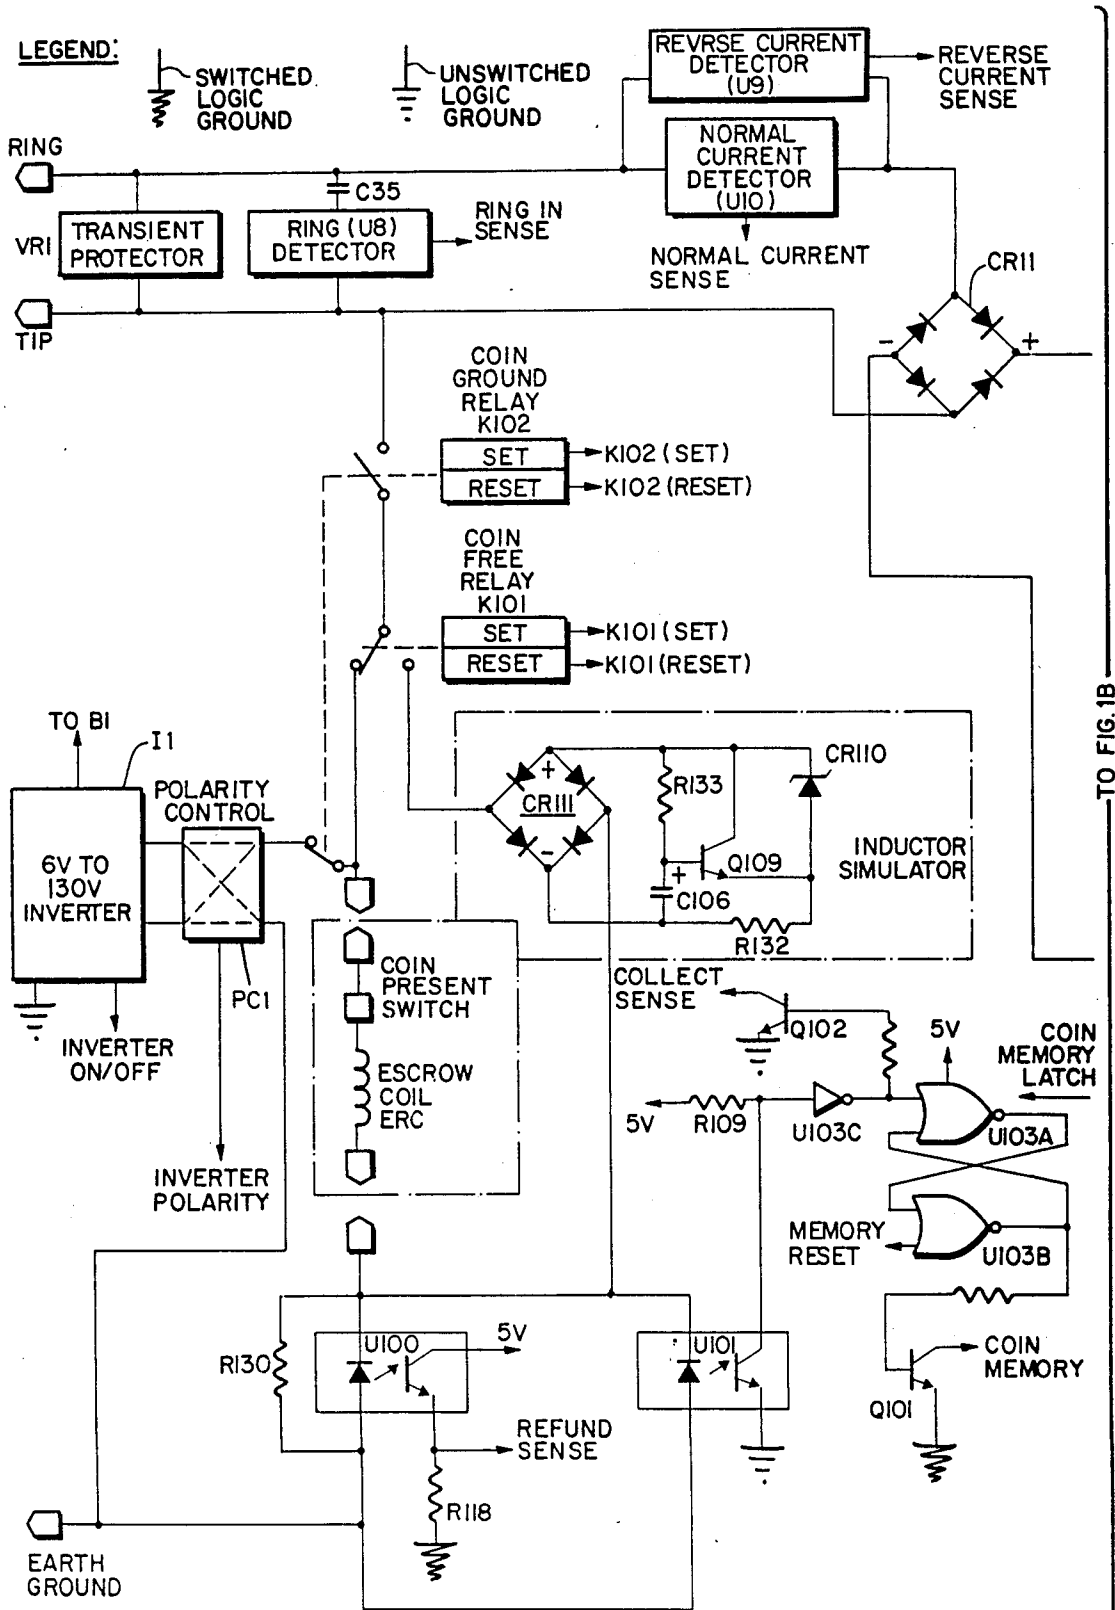 LEGEND:
SWITCHED
LOGIC
GROUND
UNSWITCHED
LOGIC
GROUND
REVRSE CURRENT
DETECTOR
(U9)
REVERSE
CURRENT
SENSE
RING
NORMAL
CURRENT
DETECTOR
(U10)
C35
VR1
TRANSIENT
PROTECTOR
RING (U8)
DETECTOR
RING IN
SENSE
NORMAL CURRENT
SENSE
CR11
TIP
-
+
COIN
GROUND
RELAY
K102
SET
K102 (SET)
RESET
K102 (RESET)
COIN
FREE
RELAY
K101
SET
K101 (SET)
RESET
K101 (RESET)
TO FIG. 1B
TO B1
I1
POLARITY
CONTROL
6V TO
130V
INVERTER
PC1
INVERTER
ON/OFF
INVERTER
POLARITY
+
CR111
-
R133
CR110
Q109
+
C106
R132
INDUCTOR
SIMULATOR
COIN
PRESENT
SWITCH
ESCROW
COIL
ERC
COLLECT
SENSE
Q102
5V
COIN
MEMORY
LATCH
5V
R109
U103C
U103A
MEMORY
RESET
U103B
R130
U100
5V
U101
COIN
MEMORY
Q101
REFUND
SENSE
R118
EARTH
GROUND